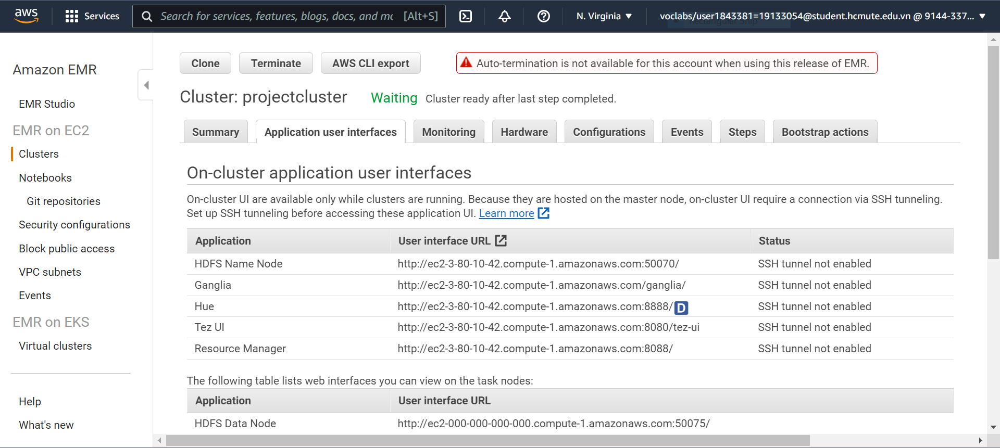 aws
Services
Search for services, features, blogs, docs, and mo [Alt+S]
N. Virginia
voclabs/user1843381=19133054@student.hcmute.edu.vn @ 9144-337...
Amazon EMR
EMR Studio
EMR on EC2
Clusters
Notebooks
Git repositories
Security configurations
Block public access
VPC subnets
Events
EMR on EKS
Virtual clusters
Help
What's new
Clone
Terminate
AWS CLI export
Auto-termination is not available for this account when using this release of EMR.
Cluster: projectcluster
Waiting
Cluster ready after last step completed.
Summary
Application user interfaces
Monitoring
Hardware
Configurations
Events
Steps
Bootstrap actions
On-cluster application user interfaces
On-cluster UI are available only while clusters are running. Because they are hosted on the master node, on-cluster UI require a connection via SSH tunneling.
Set up SSH tunneling before accessing these application UI. Learn more
Application User interface URL Status
HDFS Name Node http://ec2-3-80-10-42.compute-1.amazonaws.com:50070/ SSH tunnel not enabled
Ganglia http://ec2-3-80-10-42.compute-1.amazonaws.com/ganglia/ SSH tunnel not enabled
Hue http://ec2-3-80-10-42.compute-1.amazonaws.com:8888/ D SSH tunnel not enabled
Tez UI http://ec2-3-80-10-42.compute-1.amazonaws.com:8080/tez-ui SSH tunnel not enabled
Resource Manager http://ec2-3-80-10-42.compute-1.amazonaws.com:8088/ SSH tunnel not enabled
The following table lists web interfaces you can view on the task nodes:
Application User interface URL
HDFS Data Node http://ec2-000-000-000-000.compute-1.amazonaws.com:50075/